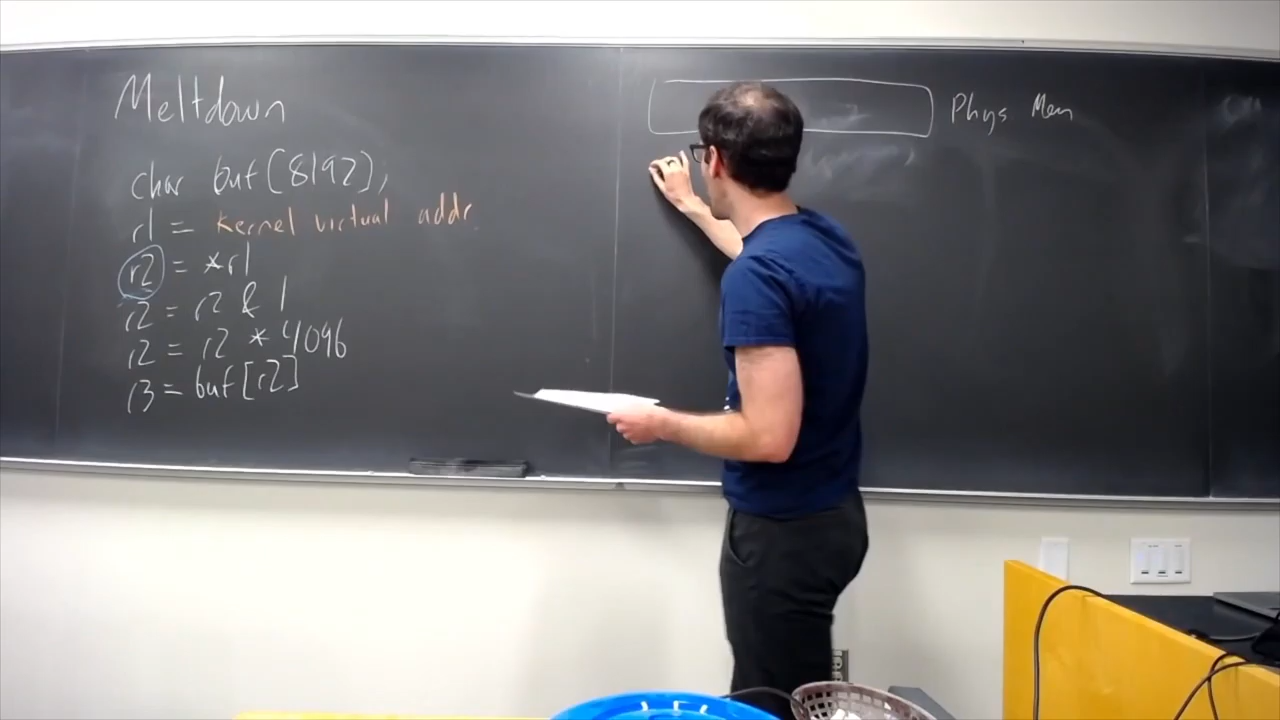 Meltdown
char buf[8192);
r1 = Kernel virtual addr.
r2 = *r1
r2 = r2 & 1
r2 = r2 * 4096
r3 = buf[r2]
Phys Mem